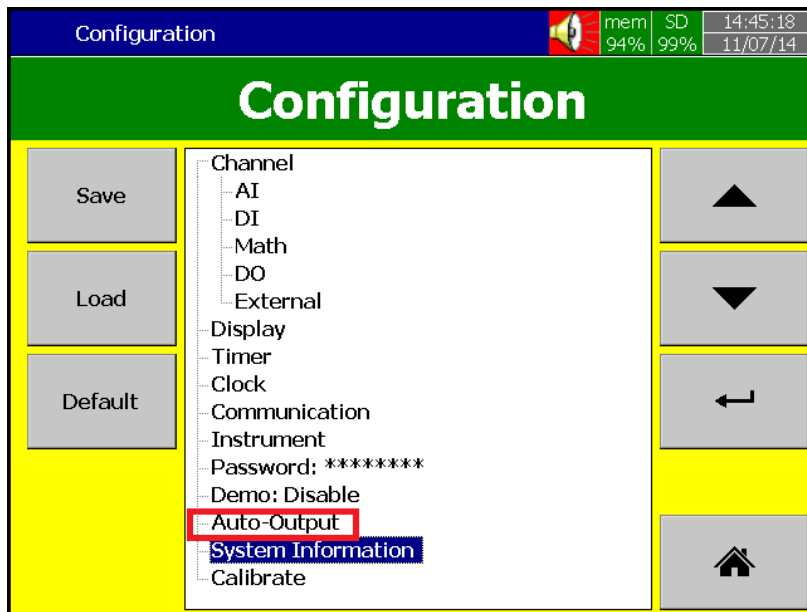 Configuration
mem SD 14:45:18
94% 99% 11/07/14
Configuration
Save
Load
Default
Channel
AI
DI
Math
DO
External
Display
Timer
Clock
Communication
Instrument
Password: ********
Demo: Disable
Auto-Output
System Information
Calibrate